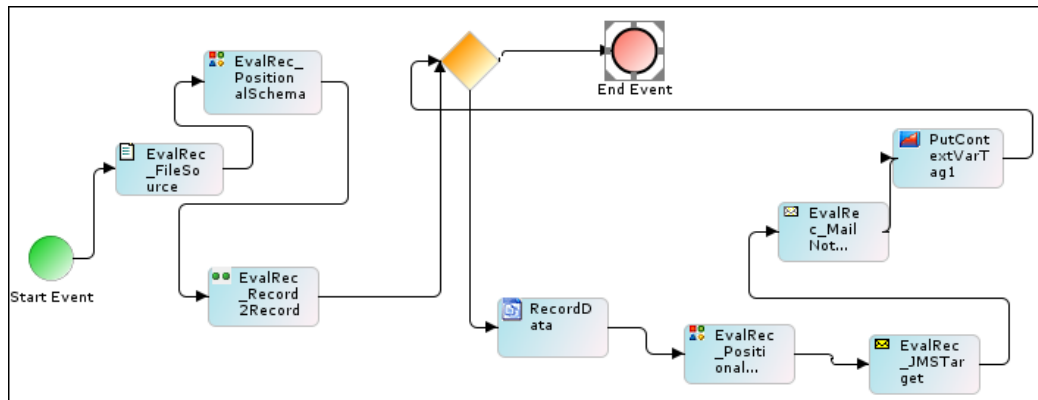 EvalRec_
Position
alSchema
End Event
EvalRec
_FileSo
urce
PutCont
extVarT
ag1
EvalRe
c_Mail
Not...
Start Event
EvalRec
_Record
2Record
RecordD
ata
EvalRec
_Positi
onal...
EvalRec
_JMSTar
get